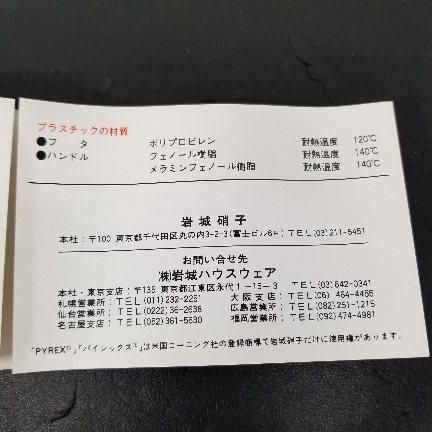 プラスチックの材質
●フ　タ　ポリプロピレン　耐熱温度　120℃
●ハンドル　フェノール樹脂　耐熱温度　140℃
メラミンフェノール樹脂　耐熱温度　140℃
岩城硝子
本社：〒100 東京都千代田区丸の内3-2-3(富士ビル6F) TEL(03)211-6451
お問い合せ先
㈱岩城ハウスウェア
本社・東京支店：〒135 東京都江東区永代1-15-3 TEL(03)642-0341
札幌営業所：TEL(011)232-2261　大阪支店：TEL(06)464-4455
仙台営業所：TEL(0222)36-2636　広島営業所：TEL(082)251-1215
名古屋支店：TEL(052)361-5630　福岡営業所：TEL(092)474-4981
「PYREX®」「パイレックス®」は米国コーニング社の登録商標で岩城硝子だけに使用権があります。